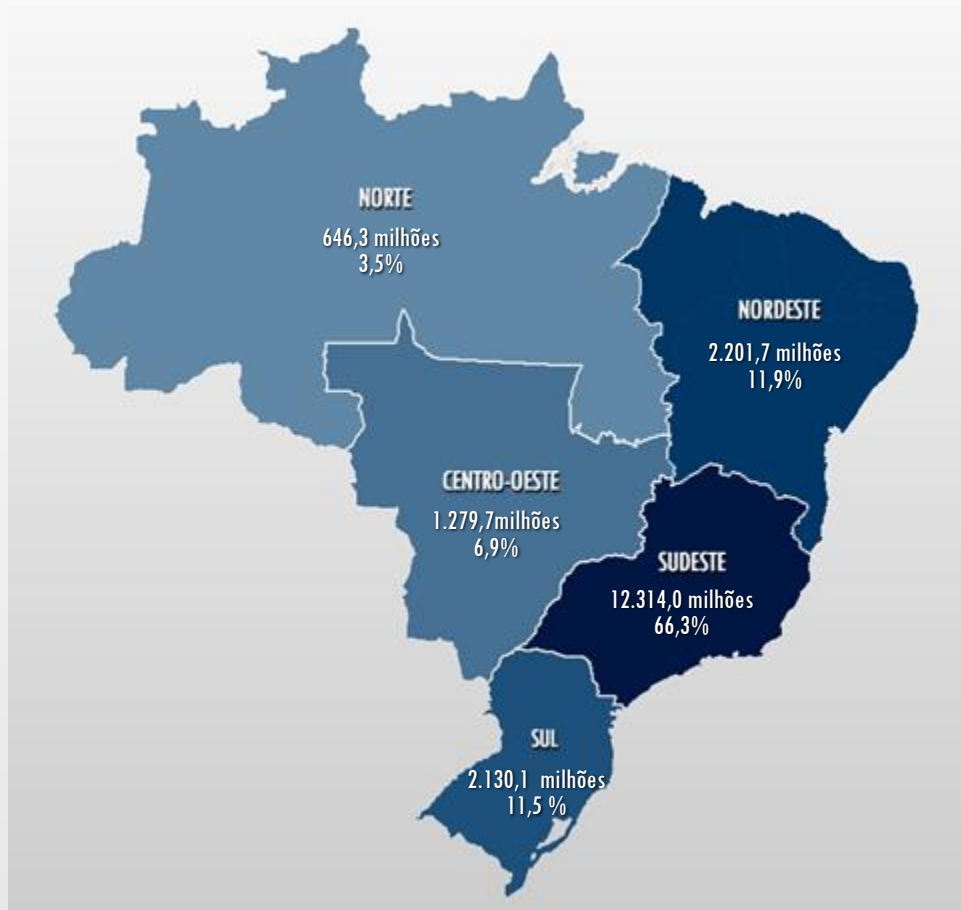 NORTE
646,3 milhões
3,5%
NORDESTE
2.201,7 milhões
11,9%
CENTRO-OESTE
1.279,7milhões
6,9%
SUDESTE
12.314,0 milhões
66,3%
SUL
2.130,1 milhões
11,5 %